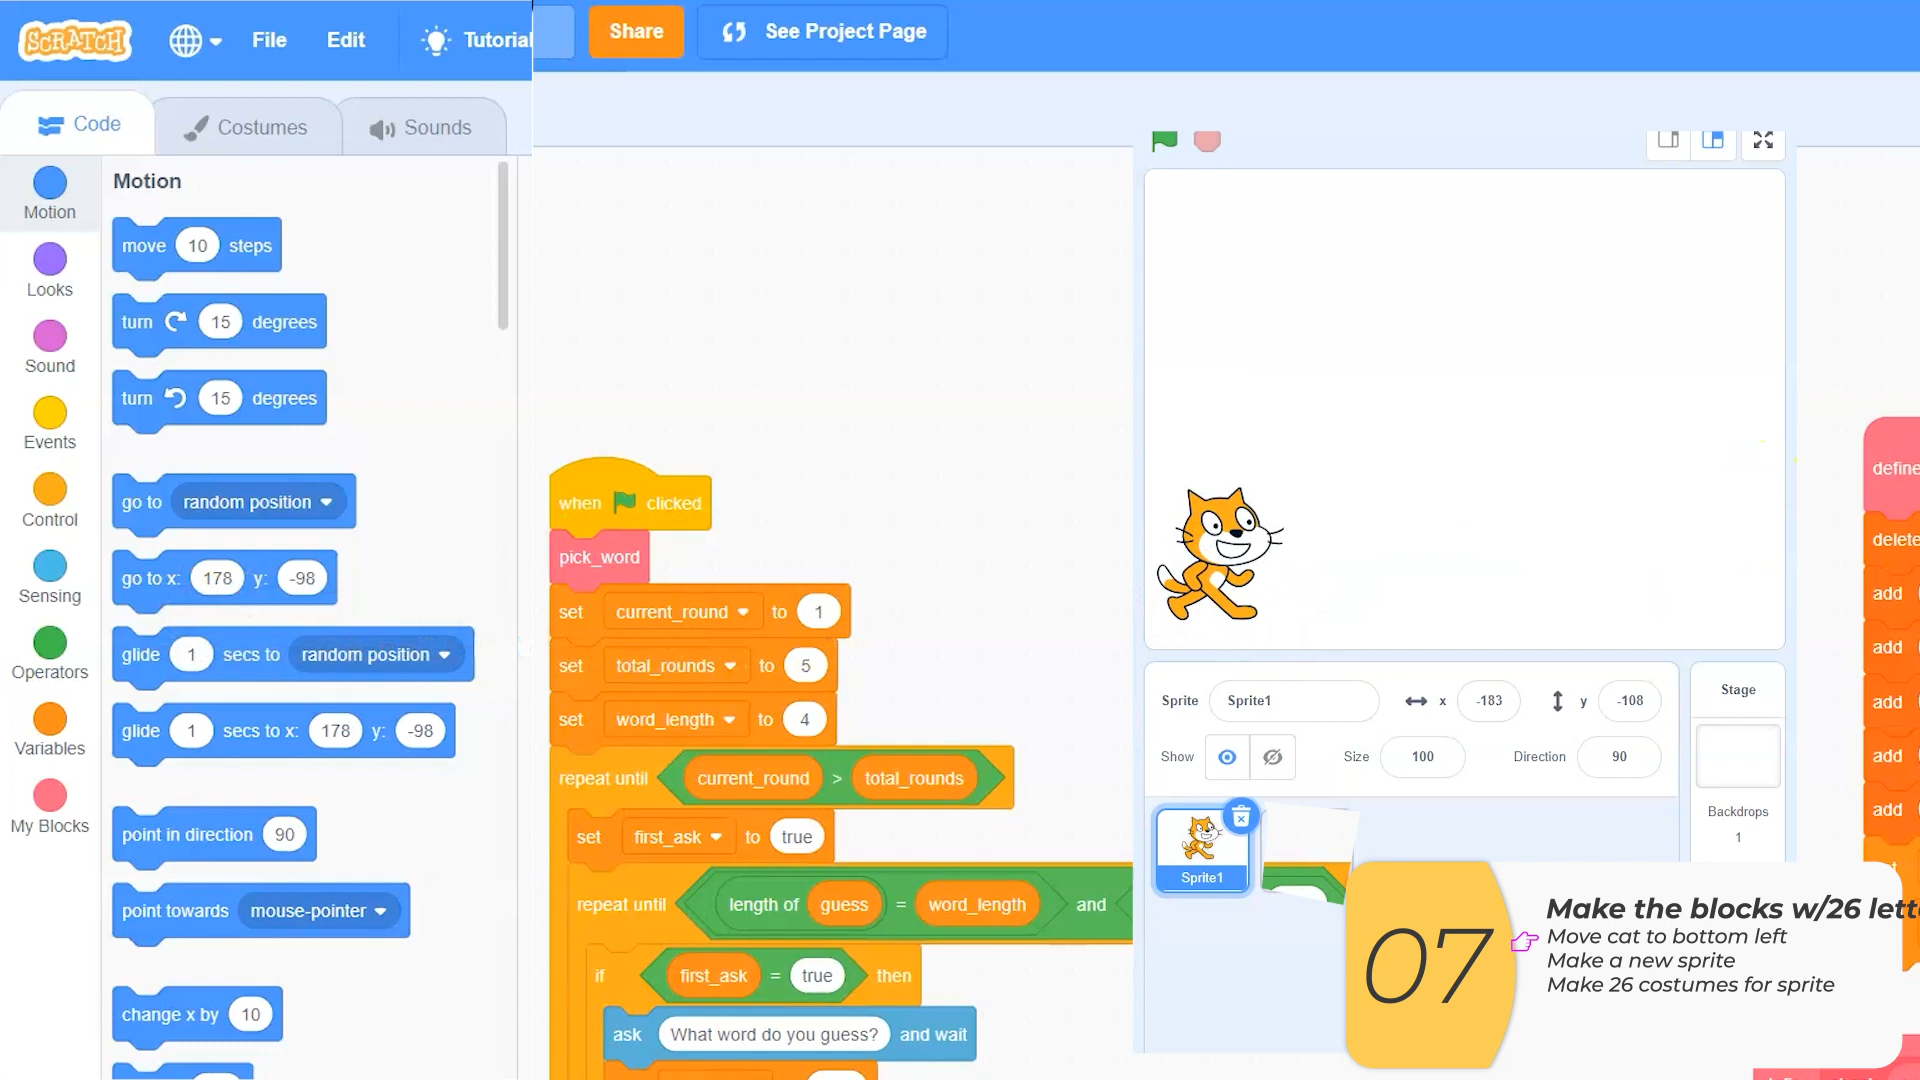 SCRATCH
File
Edit
Tutorial
Share
See Project Page
Code
Costumes
Sounds
Motion
Looks
Sound
Events
Control
Sensing
Operators
Variables
My Blocks
Motion
move 10 steps
turn 15 degrees
turn 15 degrees
go to random position
go to x: 178 y: -98
glide 1 secs to random position
glide 1 secs to x: 178 y: -98
point in direction 90
point towards mouse-pointer
change x by 10
when clicked
pick_word
set current_round to 1
set total_rounds to 5
set word_length to 4
repeat until current_round > total_rounds
set first_ask to true
repeat until length of guess = word_length and
if first_ask = true then
ask What word do you guess? and wait
Sprite Sprite1 x -183 y -108
Show Size 100 Direction 90
Sprite1
Stage
Backdrops
1
define
delete
add
add
add
add
add
07
Make the blocks w/26 lett
Move cat to bottom left
Make a new sprite
Make 26 costumes for sprite